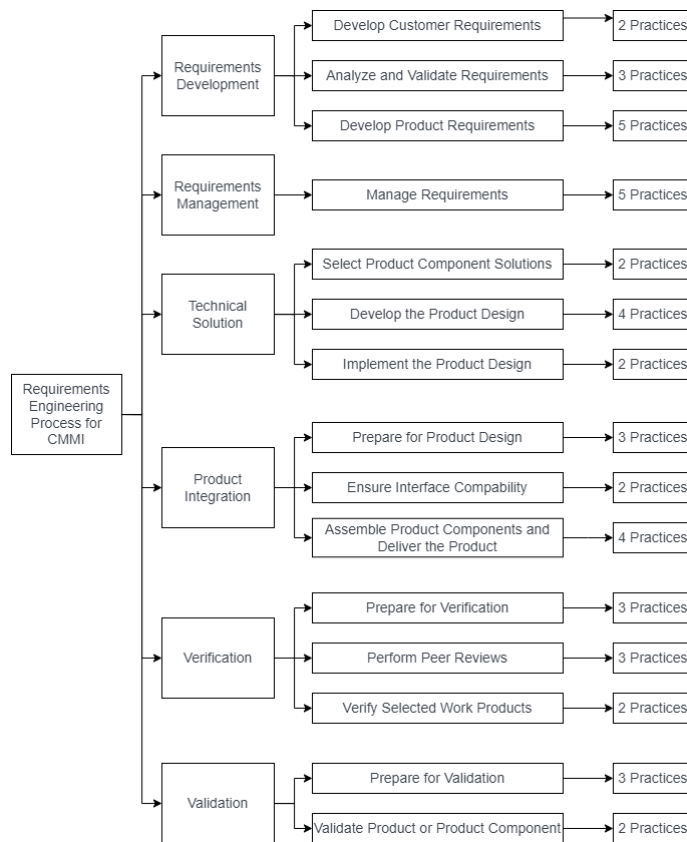 Requirements
Engineering
Process for
CMMI
Requirements
Development
Develop Customer Requirements
2 Practices
Analyze and Validate Requirements
3 Practices
Develop Product Requirements
5 Practices
Requirements
Management
Manage Requirements
5 Practices
Technical
Solution
Select Product Component Solutions
2 Practices
Develop the Product Design
4 Practices
Implement the Product Design
2 Practices
Product
Integration
Prepare for Product Design
3 Practices
Ensure Interface Compability
2 Practices
Assemble Product Components and
Deliver the Product
4 Practices
Verification
Prepare for Verification
3 Practices
Perform Peer Reviews
3 Practices
Verify Selected Work Products
2 Practices
Validation
Prepare for Validation
3 Practices
Validate Product or Product Component
2 Practices